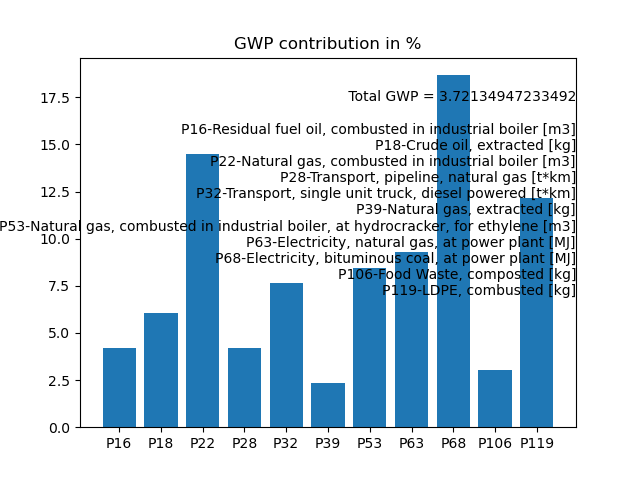 GWP contribution in %
17.5
15.0
12.5
10.0
7.5
5.0
2.5
0.0
Total GWP = 3.72134947233492
P16-Residual fuel oil, combusted in industrial boiler [m3]
P18-Crude oil, extracted [kg]
P22-Natural gas, combusted in industrial boiler [m3]
P28-Transport, pipeline, natural gas [t*km]
P32-Transport, single unit truck, diesel powered [t*km]
P39-Natural gas, extracted [kg]
P53-Natural gas, combusted in industrial boiler, at hydrocracker, for ethylene [m3]
P63-Electricity, natural gas, at power plant [MJ]
P68-Electricity, bituminous coal, at power plant [MJ]
P106-Food Waste, composted [kg]
P119-LDPE, combusted [kg]
P16 P18 P22 P28 P32 P39 P53 P63 P68 P106 P119